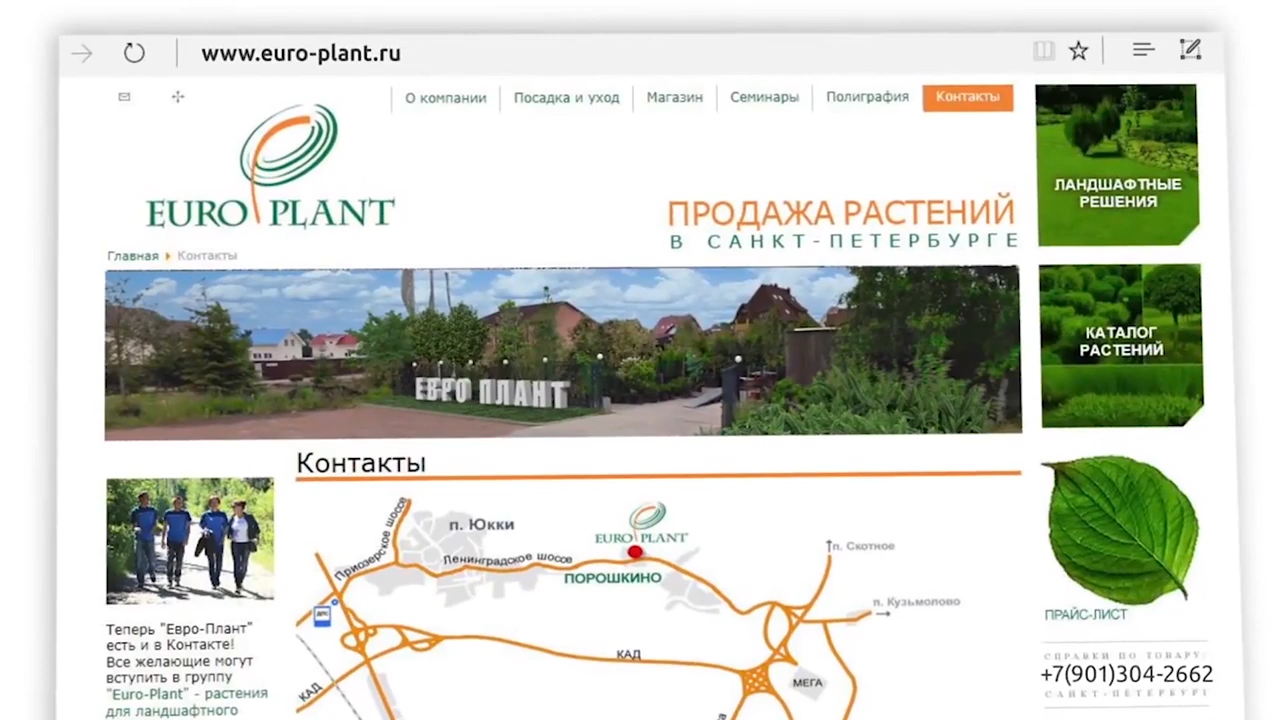 www.euro-plant.ru
О компании
Посадка и уход
Магазин
Семинары
Полиграфия
Контакты
EURO PLANT
ПРОДАЖА РАСТЕНИЙ
В САНКТ-ПЕТЕРБУРГЕ
Главная
Контакты
ЛАНДШАФТНЫЕ
РЕШЕНИЯ
ЕВРО ПЛАНТ
КАТАЛОГ
РАСТЕНИЙ
Контакты
Приозерское шоссе
п. Юкки
Ленинградское шоссе
EURO PLANT
ПОРОШКИНО
п. Скотное
п. Кузьмолово
ДПС
КАД
КАД
МЕГА
Теперь "Евро-Плант"
есть и в Контакте!
Все желающие могут
вступить в группу
"Euro-Plant" - растения
для ландшафтного
ПРАЙС-ЛИСТ
СПРАВКИ ПО ТОВАРУ:
+7(901)304-2662
САНКТ-ПЕТЕРБУРГ